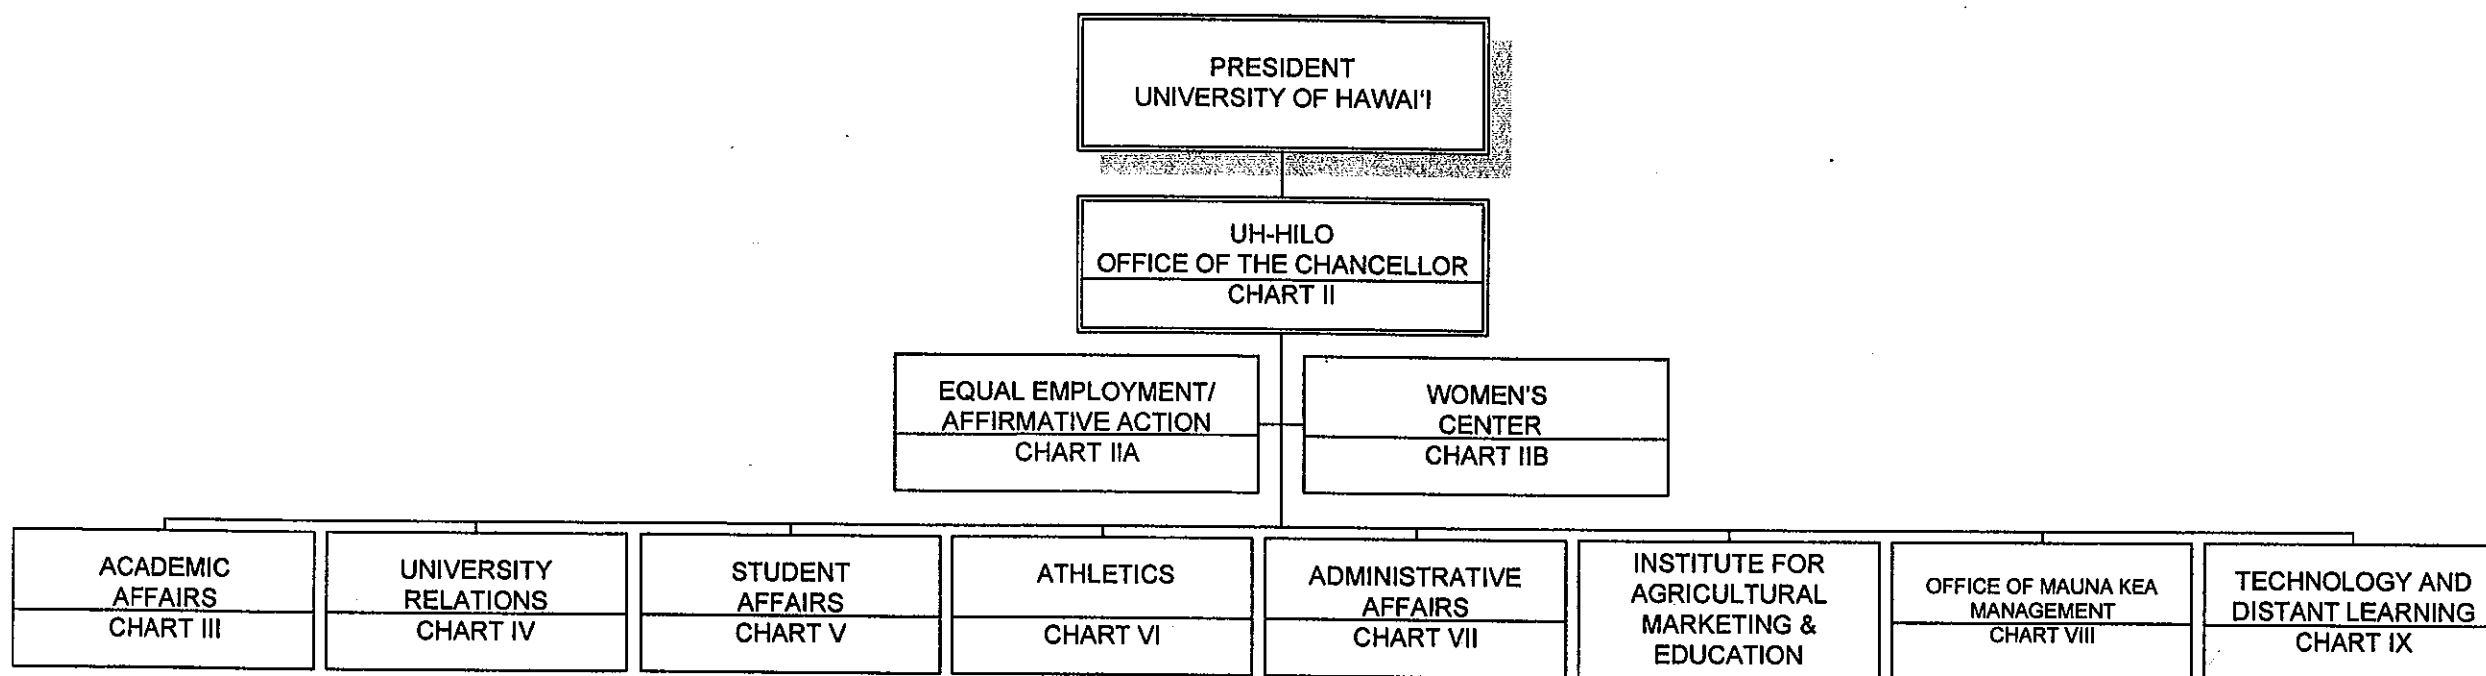 PRESIDENT
UNIVERSITY OF HAWAI‘I
UH-HILO
OFFICE OF THE CHANCELLOR
CHART II
EQUAL EMPLOYMENT/
AFFIRMATIVE ACTION
CHART IIA
WOMEN'S
CENTER
CHART IIB
ACADEMIC
AFFAIRS
CHART III
UNIVERSITY
RELATIONS
CHART IV
STUDENT
AFFAIRS
CHART V
ATHLETICS
CHART VI
ADMINISTRATIVE
AFFAIRS
CHART VII
INSTITUTE FOR
AGRICULTURAL
MARKETING &
EDUCATION
OFFICE OF MAUNA KEA
MANAGEMENT
CHART VIII
TECHNOLOGY AND
DISTANT LEARNING
CHART IX